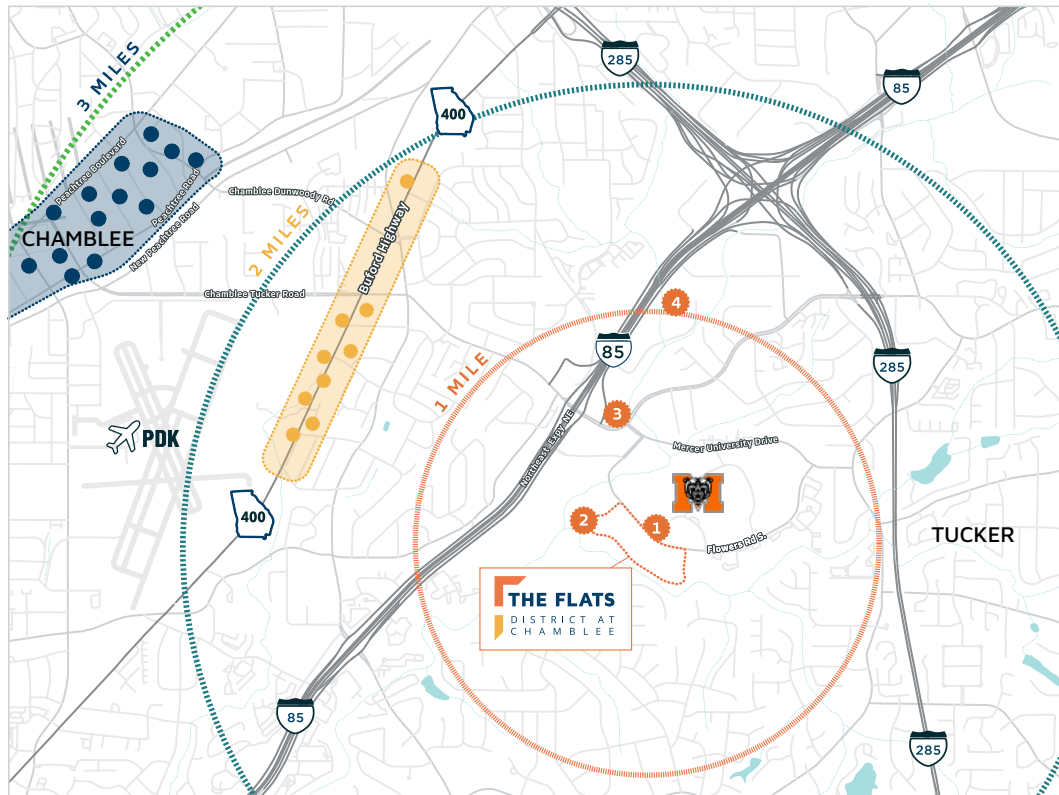 285
85
3 MILES
400
Peachtree Boulevard
Peachtree Road
Chamblee Dunwoody Rd
CHAMBLEE
New Peachtree Road
2 MILES
Buford Highway
Chamblee Tucker Road
4
85
285
1 MILE
3
PDK
Northeast Expy NE
Mercer University Drive
M
400
2
1
Flowers Rd S.
TUCKER
THE FLATS
DISTRICT AT
CHAMBLEE
85
285